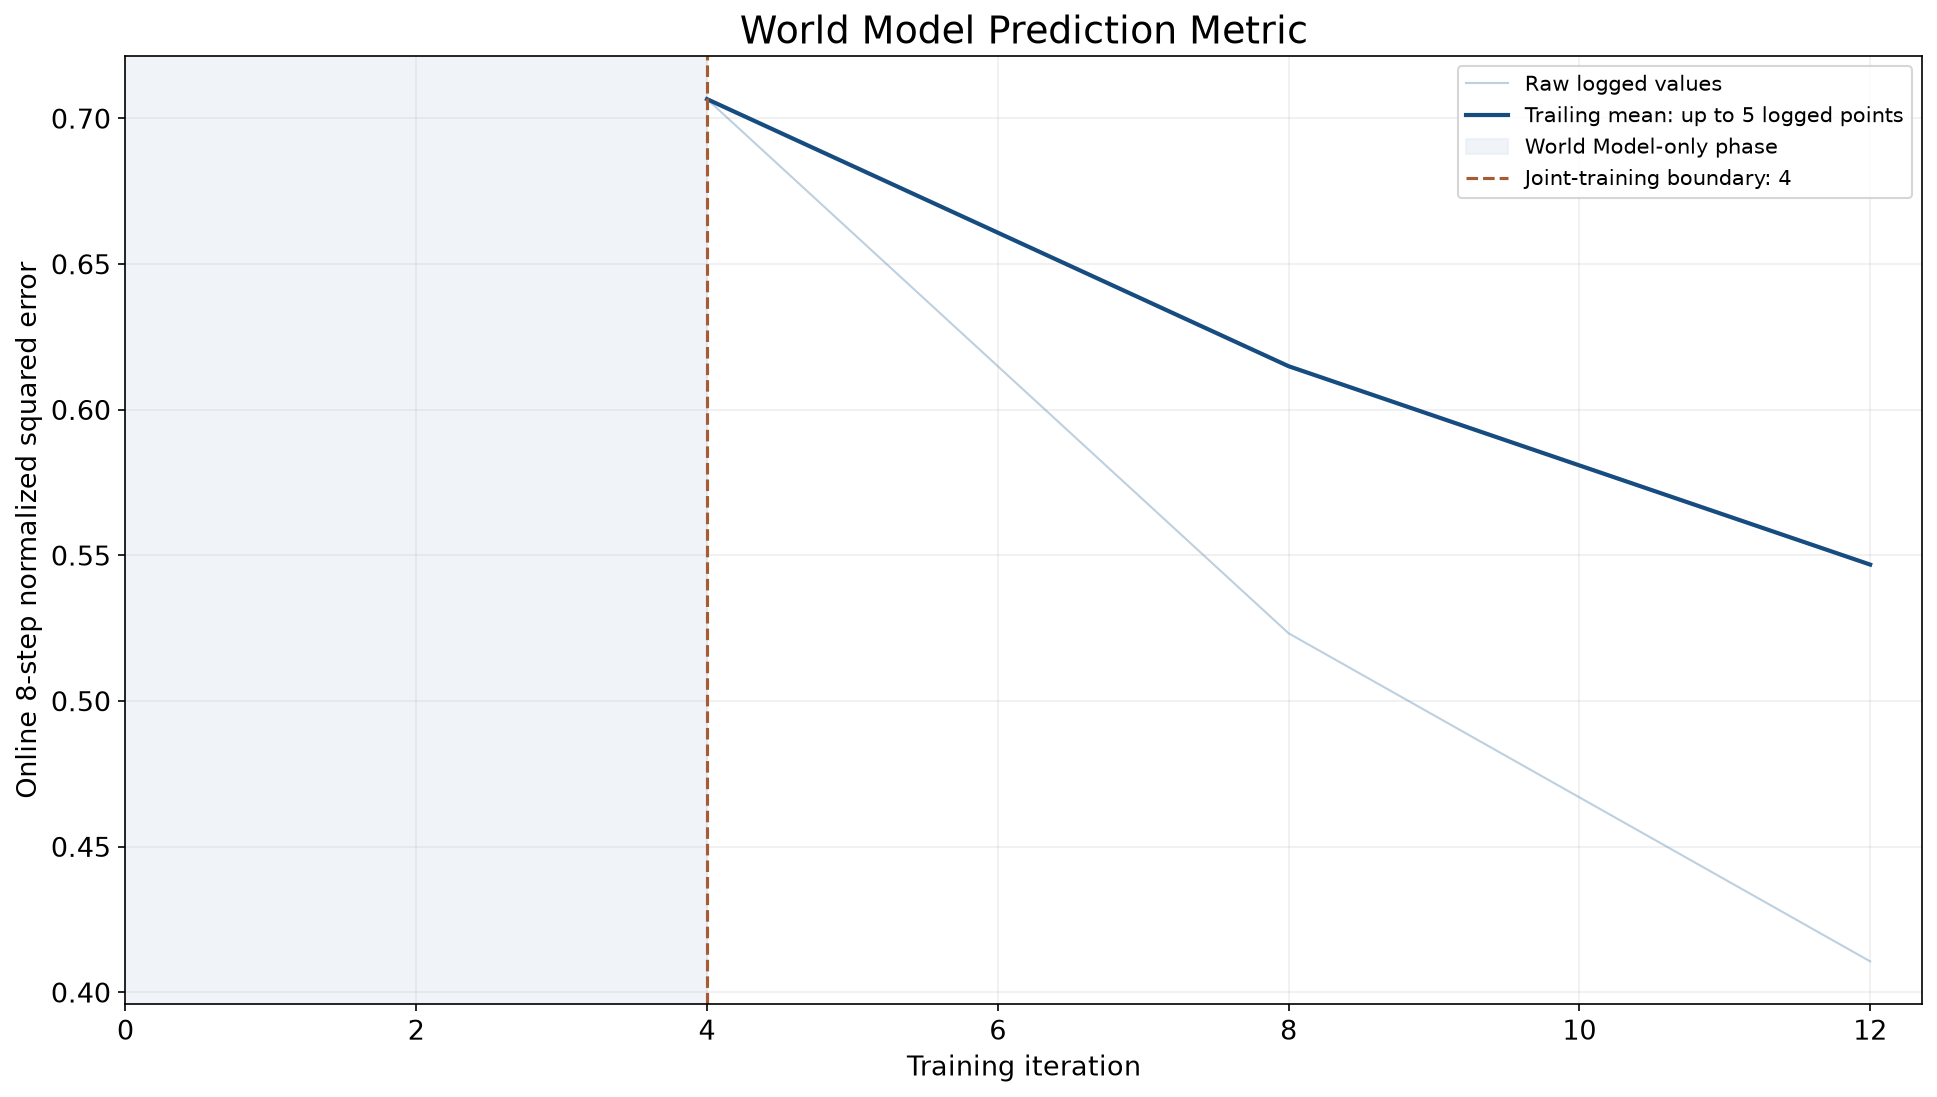 World Model Prediction Metric
Raw logged values
Trailing mean: up to 5 logged points
World Model-only phase
Joint-training boundary: 4
Online 8-step normalized squared error
0.70
0.65
0.60
0.55
0.50
0.45
0.40
0 2 4 6 8 10 12
Training iteration